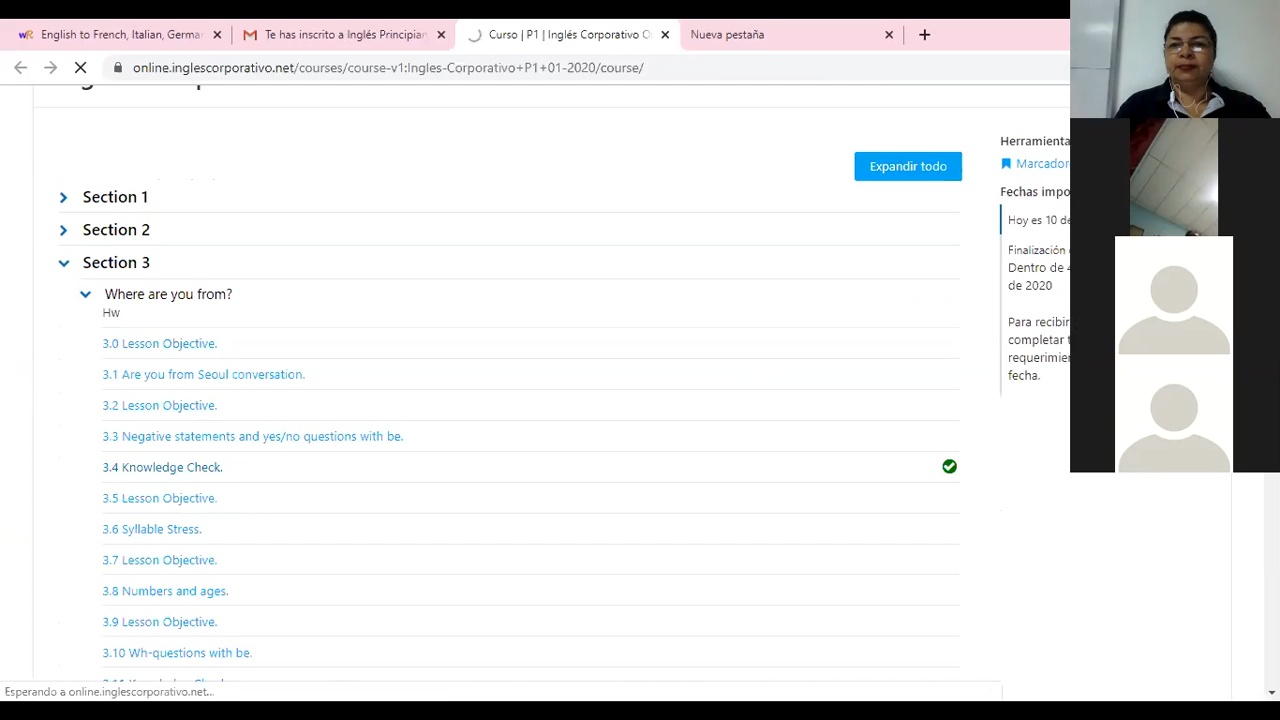 English to French, Italian, Germa
Te has inscrito a Inglés Principian
Curso | P1 | Inglés Corporativo O
Nueva pestaña
online.inglescorporativo.net/courses/course-v1:Ingles-Corporativo+P1+01-2020/course/
Expandir todo
Section 1
Section 2
Section 3
Where are you from?
Hw
3.0 Lesson Objective.
3.1 Are you from Seoul conversation.
3.2 Lesson Objective.
3.3 Negative statements and yes/no questions with be.
3.4 Knowledge Check.
3.5 Lesson Objective.
3.6 Syllable Stress.
3.7 Lesson Objective.
3.8 Numbers and ages.
3.9 Lesson Objective.
3.10 Wh-questions with be.
Herramienta
Marcador
Fechas impo
Hoy es 10 de
Finalización
Dentro de 4
de 2020
Para recibir
completar t
requerimie
fecha.
Esperando a online.inglescorporativo.net...